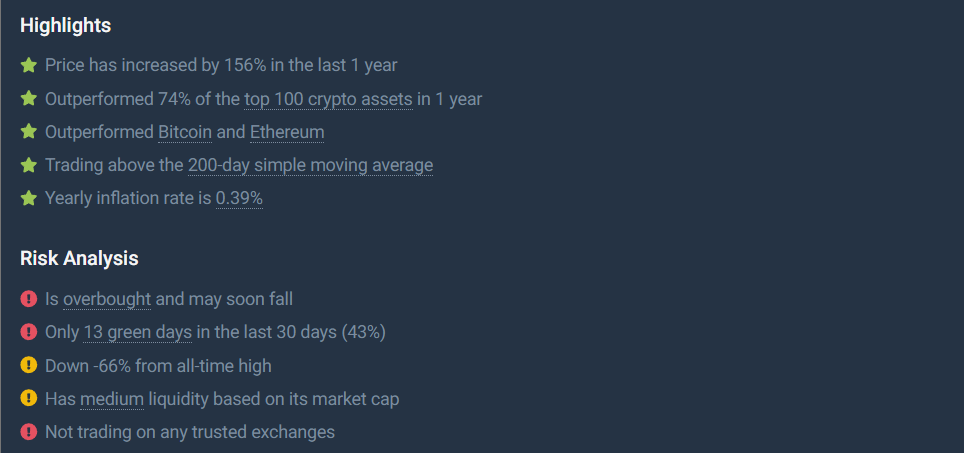 Highlights
Price has increased by 156% in the last 1 year
Outperformed 74% of the top 100 crypto assets in 1 year
Outperformed Bitcoin and Ethereum
Trading above the 200-day simple moving average
Yearly inflation rate is 0.39%
Risk Analysis
Is overbought and may soon fall
Only 13 green days in the last 30 days (43%)
Down -66% from all-time high
Has medium liquidity based on its market cap
Not trading on any trusted exchanges